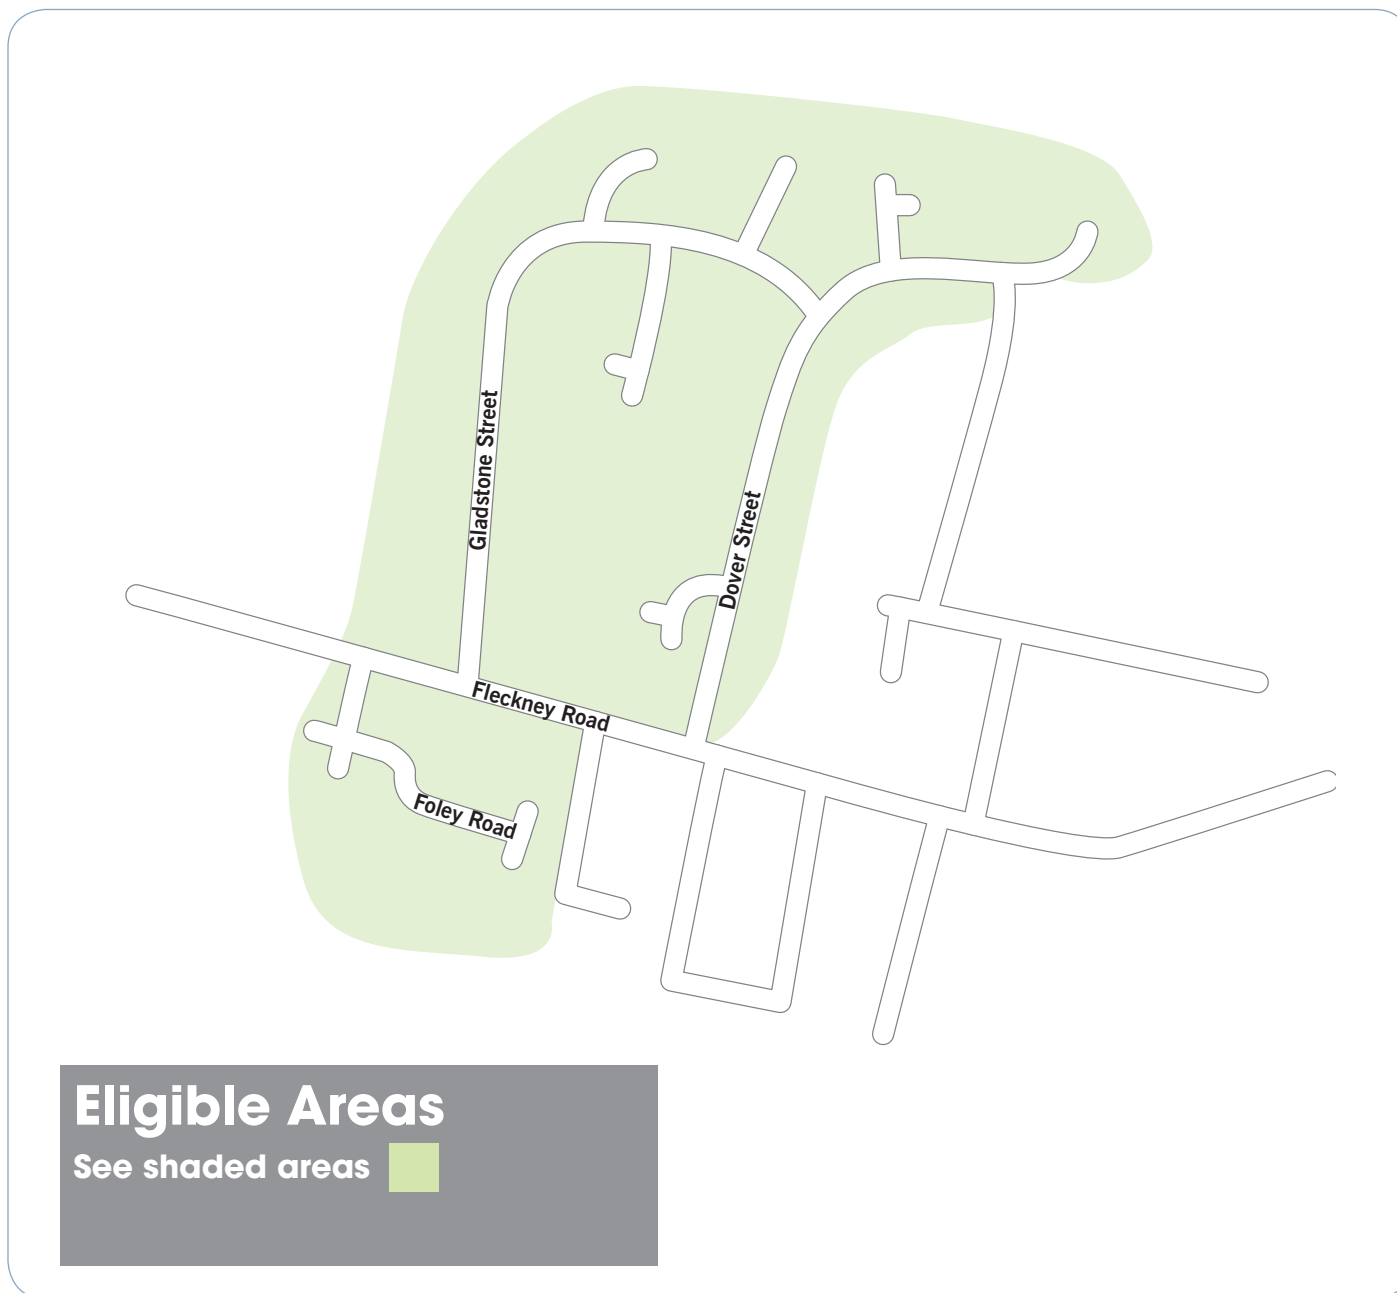 Gladstone Street
Dover Street
Fleckney Road
Foley Road
Eligible Areas
See shaded areas